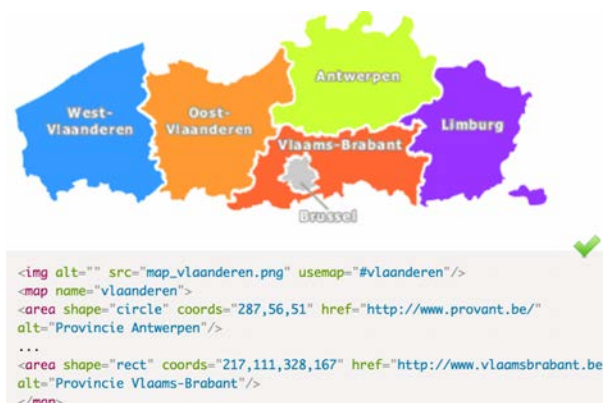 Antwerpen
West-
Vlaanderen
Oost-
Vlaanderen
Limburg
Vlaams-Brabant
Brussel
<img alt="" src="map_vlaanderen.png" usemap="#vlaanderen"/>
<map name="vlaanderen">
<area shape="circle" coords="287,56,51" href="http://www.provant.be/"
alt="Provincie Antwerpen"/>
...
<area shape="rect" coords="217,111,328,167" href="http://www.vlaamsbrabant.be
alt="Provincie Vlaams-Brabant"/>
</map>